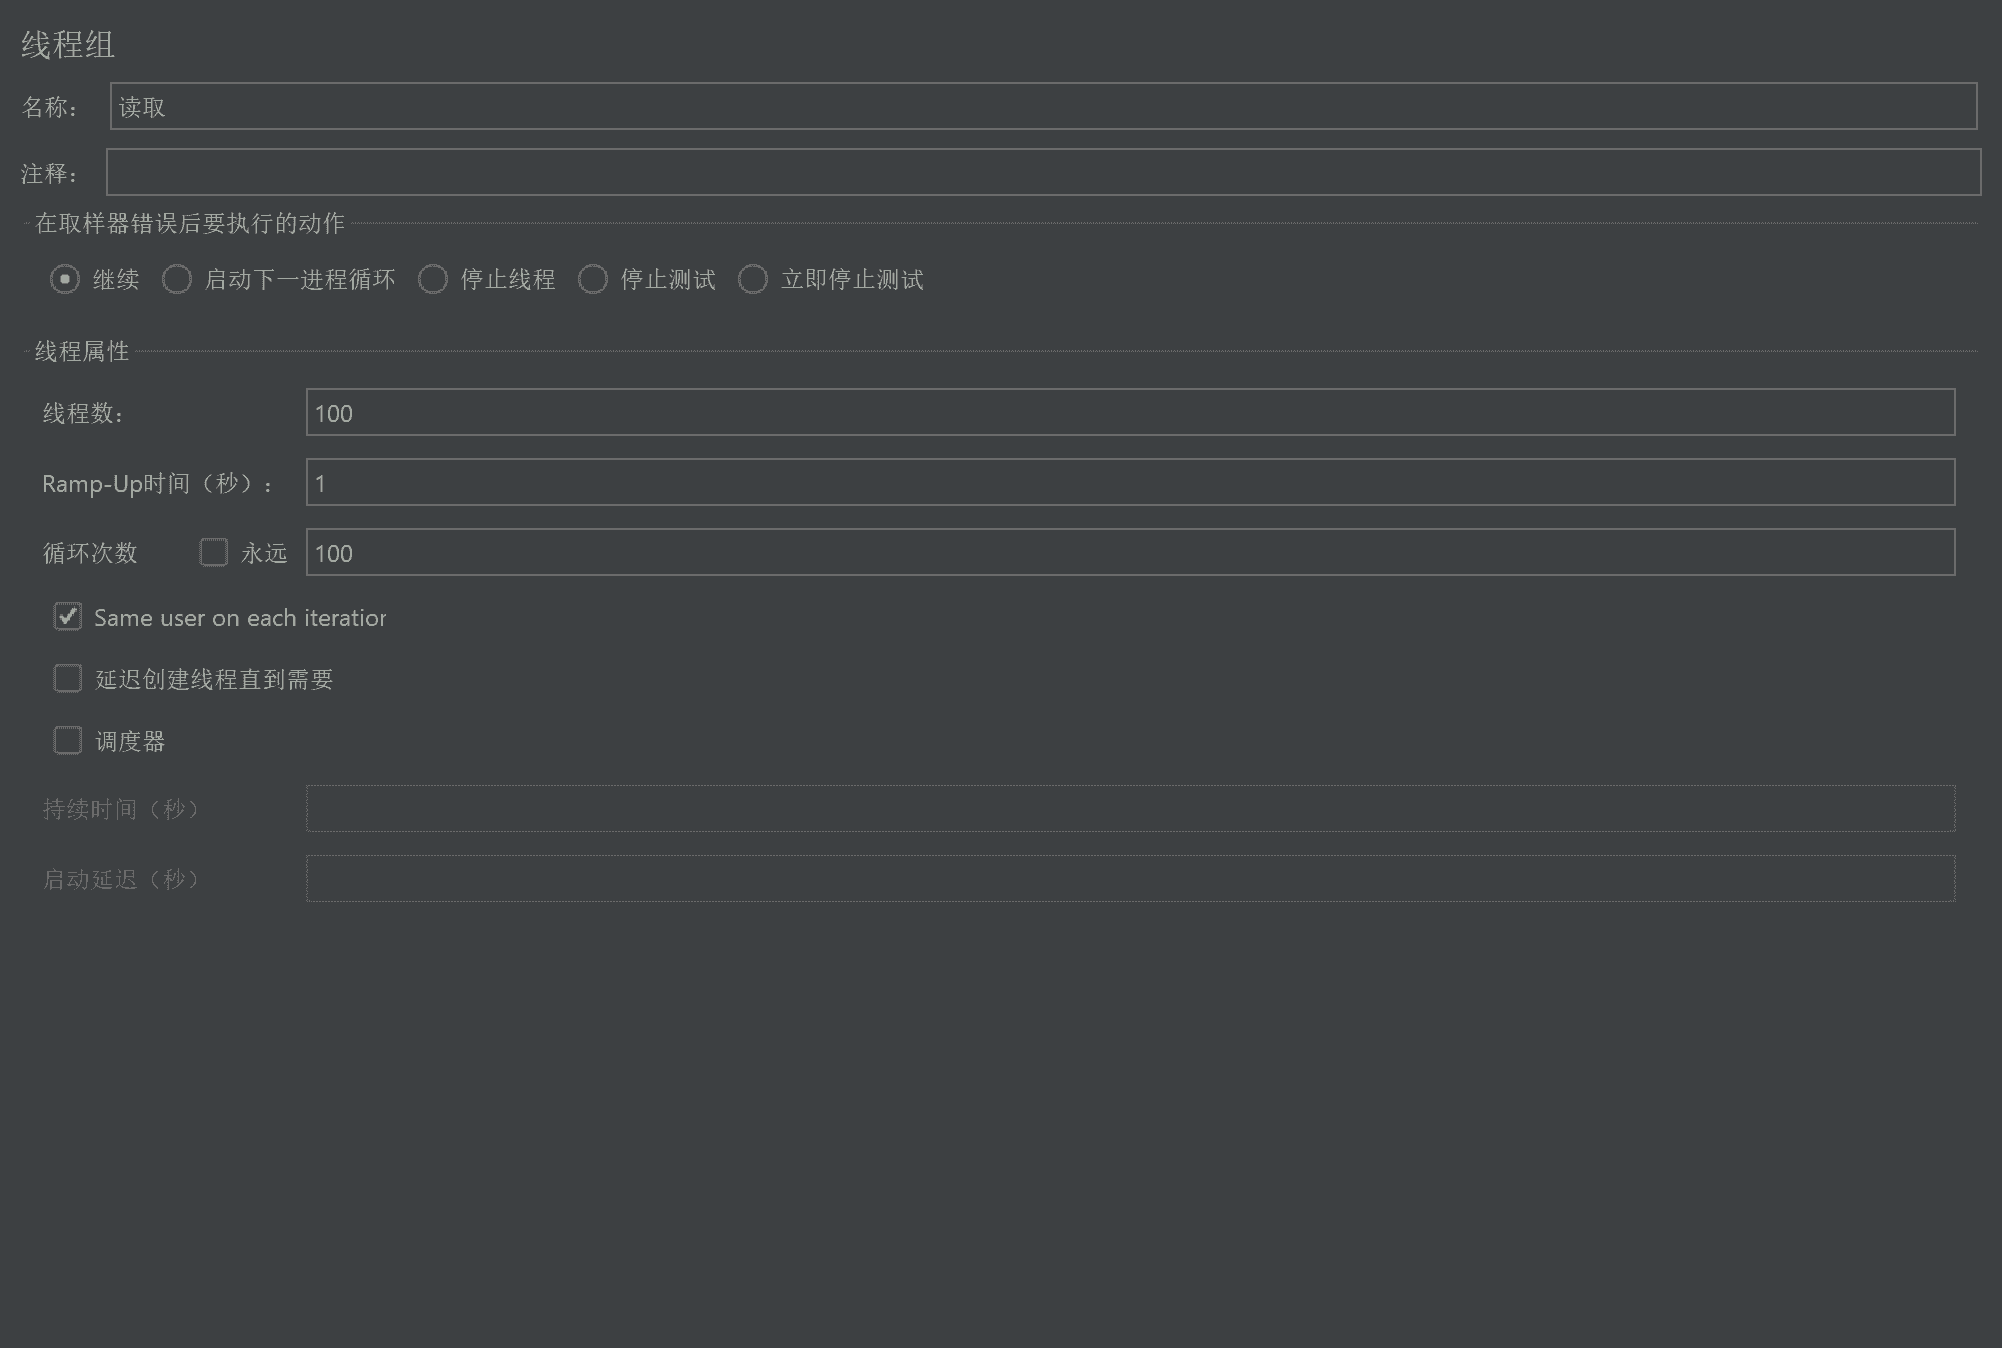 线程组
名称： 读取
注释：
在取样器错误后要执行的动作
继续 启动下一进程循环 停止线程 停止测试 立即停止测试
线程属性
线程数： 100
Ramp-Up时间（秒）： 1
循环次数 永远 100
Same user on each iteratior
延迟创建线程直到需要
调度器
持续时间（秒）
启动延迟（秒）